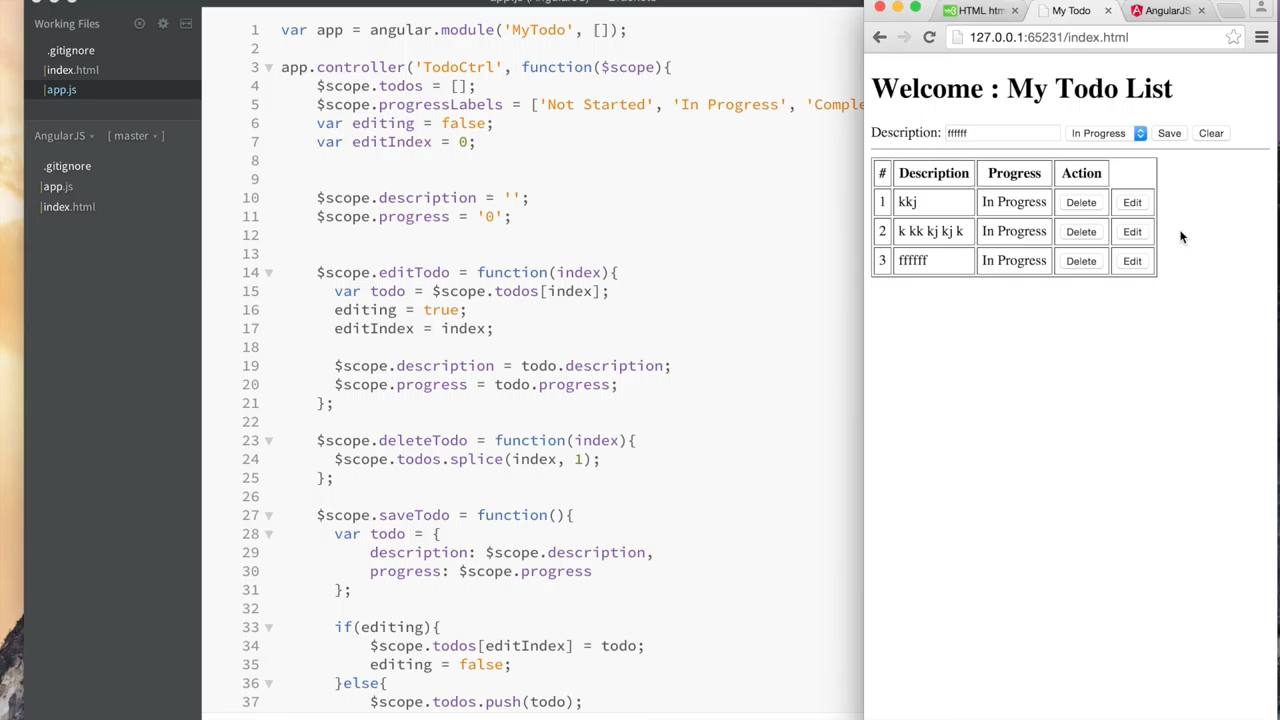 Working Files
.gitignore
index.html
app.js
AngularJS [ master ]
.gitignore
app.js
index.html
1 var app = angular.module('MyTodo', []);
2
3 app.controller('TodoCtrl', function($scope){
4 $scope.todos = [];
5 $scope.progressLabels = ['Not Started', 'In Progress', 'Comple
6 var editing = false;
7 var editIndex = 0;
8
9
10 $scope.description = '';
11 $scope.progress = '0';
12
13
14 $scope.editTodo = function(index){
15 var todo = $scope.todos[index];
16 editing = true;
17 editIndex = index;
18
19 $scope.description = todo.description;
20 $scope.progress = todo.progress;
21 };
22
23 $scope.deleteTodo = function(index){
24 $scope.todos.splice(index, 1);
25 };
26
27 $scope.saveTodo = function(){
28 var todo = {
29 description: $scope.description,
30 progress: $scope.progress
31 };
32
33 if(editing){
34 $scope.todos[editIndex] = todo;
35 editing = false;
36 }else{
37 $scope.todos.push(todo);
HTML htm
My Todo
AngularJS
127.0.0.1:65231/index.html
Welcome : My Todo List
Description: ffffff In Progress Save Clear
# Description Progress Action
1 kkj In Progress Delete Edit
2 k kk kj kj k In Progress Delete Edit
3 ffffff In Progress Delete Edit